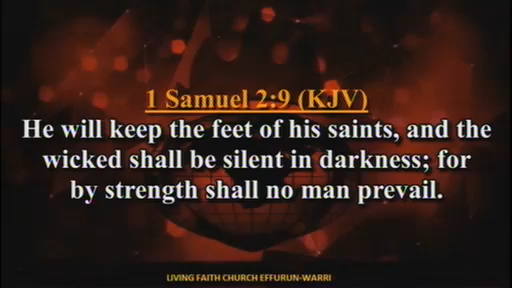 1 Samuel 2:9 (KJV)
He will keep the feet of his saints, and the
wicked shall be silent in darkness; for
by strength shall no man prevail.
LIVING FAITH CHURCH EFFURUN-WARRI